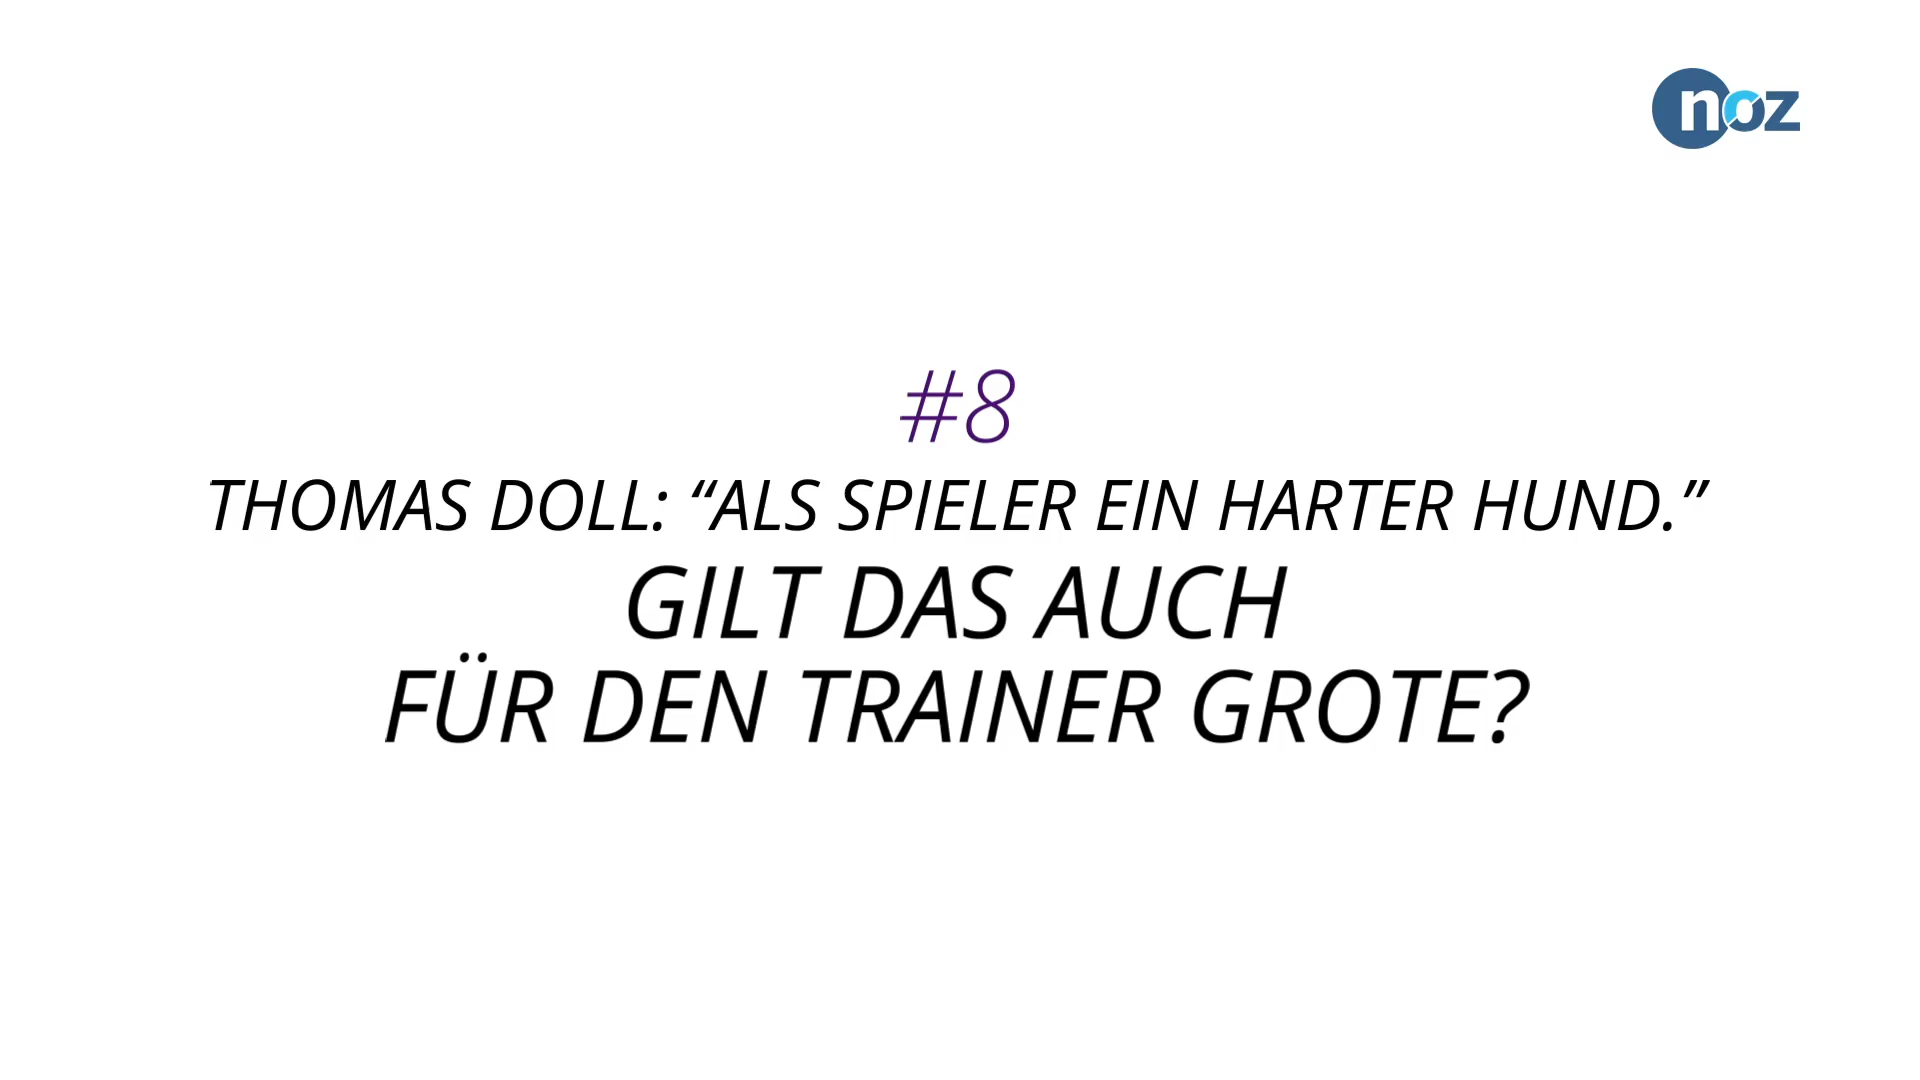 noz
#8
THOMAS DOLL: “ALS SPIELER EIN HARTER HUND.”
GILT DAS AUCH
FÜR DEN TRAINER GROTE?